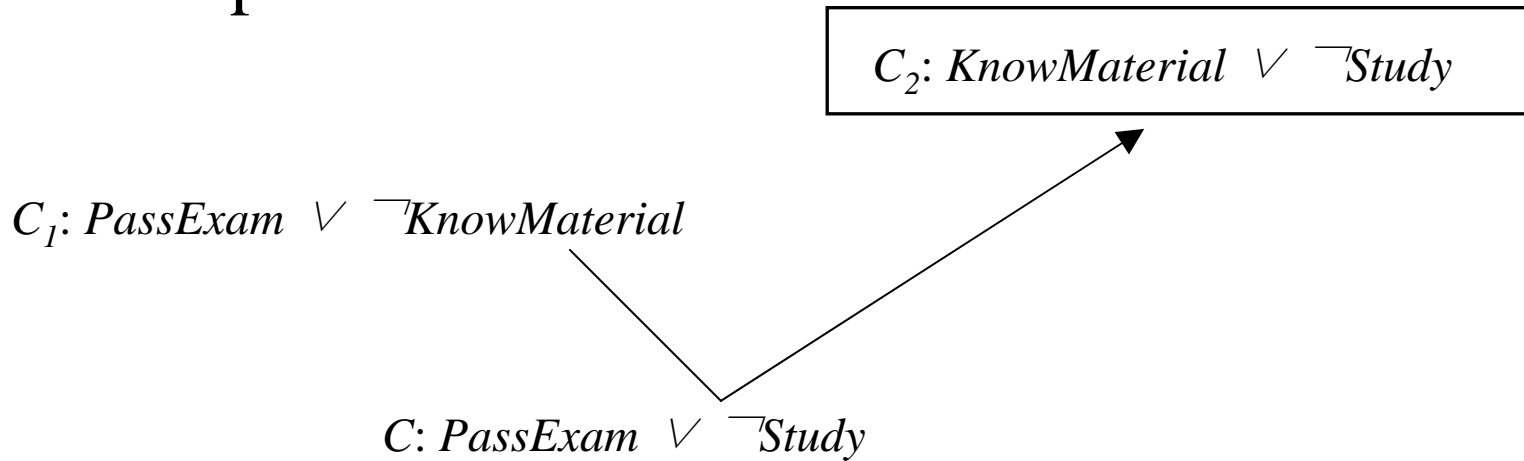 C₂: KnowMaterial ∨ ¬Study
C₁: PassExam ∨ ¬KnowMaterial
C: PassExam ∨ ¬Study